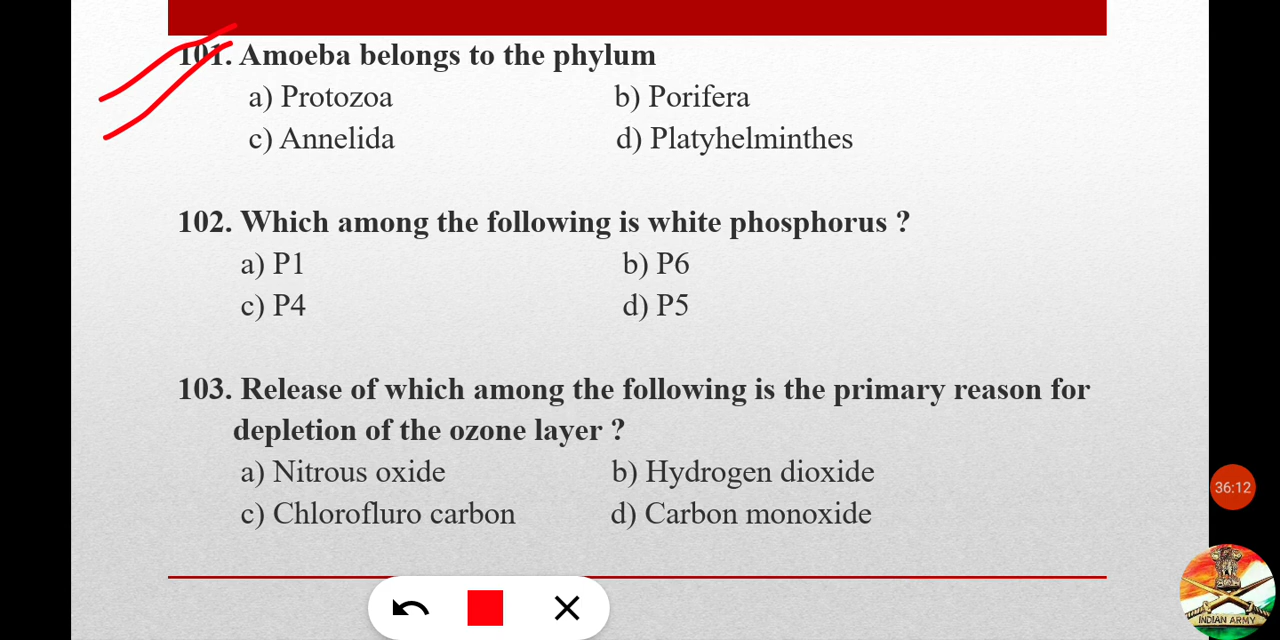 101. Amoeba belongs to the phylum
a) Protozoa b) Porifera
c) Annelida d) Platyhelminthes
102. Which among the following is white phosphorus ?
a) P1 b) P6
c) P4 d) P5
103. Release of which among the following is the primary reason for
depletion of the ozone layer ?
a) Nitrous oxide b) Hydrogen dioxide
c) Chlorofluro carbon d) Carbon monoxide
36:12
INDIAN ARMY